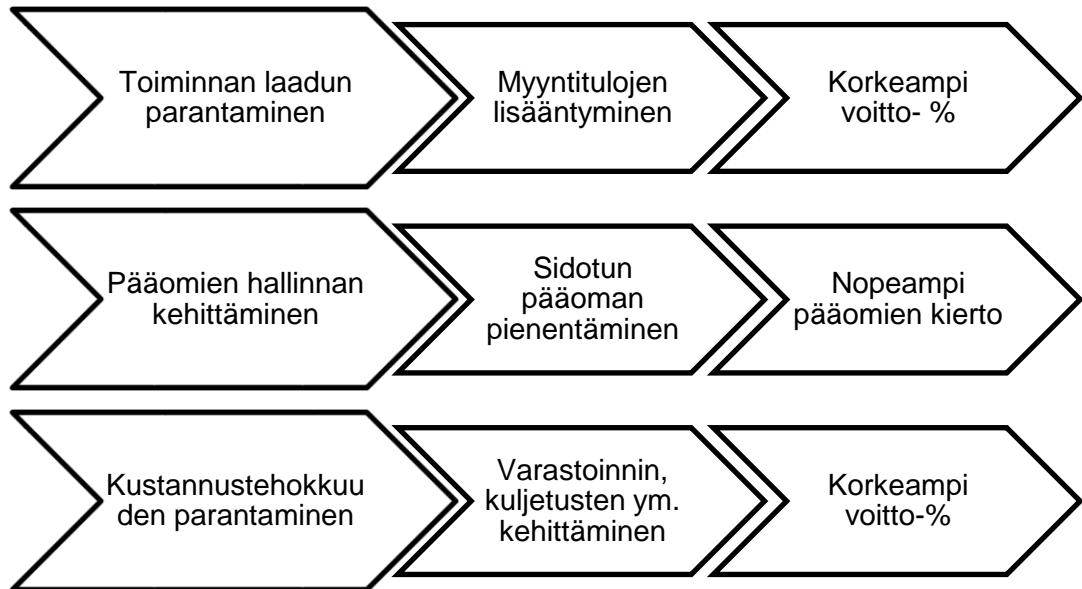 Toiminnan laadun
parantaminen
Myyntitulojen
lisääntyminen
Korkeampi
voitto- %
Pääomien hallinnan
kehittäminen
Sidotun
pääoman
pienentäminen
Nopeampi
pääomien kierto
Kustannustehokkuu
den parantaminen
Varastoinnin,
kuljetusten ym.
kehittäminen
Korkeampi
voitto-%